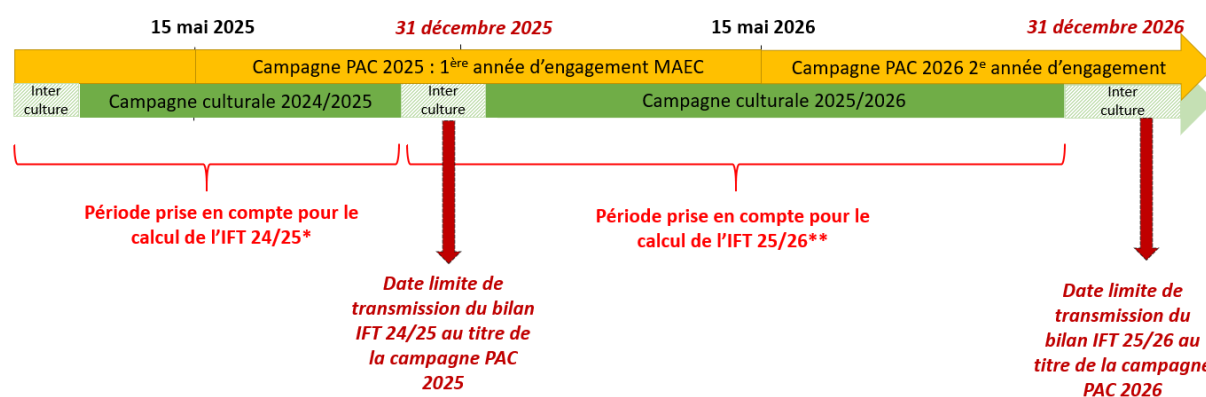 15 mai 2025
31 décembre 2025
15 mai 2026
31 décembre 2026
Campagne PAC 2025 : 1ère année d’engagement MAEC
Campagne PAC 2026 2e année d’engagement
Inter
culture
Campagne culturale 2024/2025
Inter
culture
Campagne culturale 2025/2026
Inter
culture
Période prise en compte pour le
calcul de l’IFT 24/25*
Période prise en compte pour le
calcul de l’IFT 25/26**
Date limite de
transmission du bilan
IFT 24/25 au titre de
la campagne PAC
2025
Date limite de
transmission du
bilan IFT 25/26 au
titre de la campagne
PAC 2026